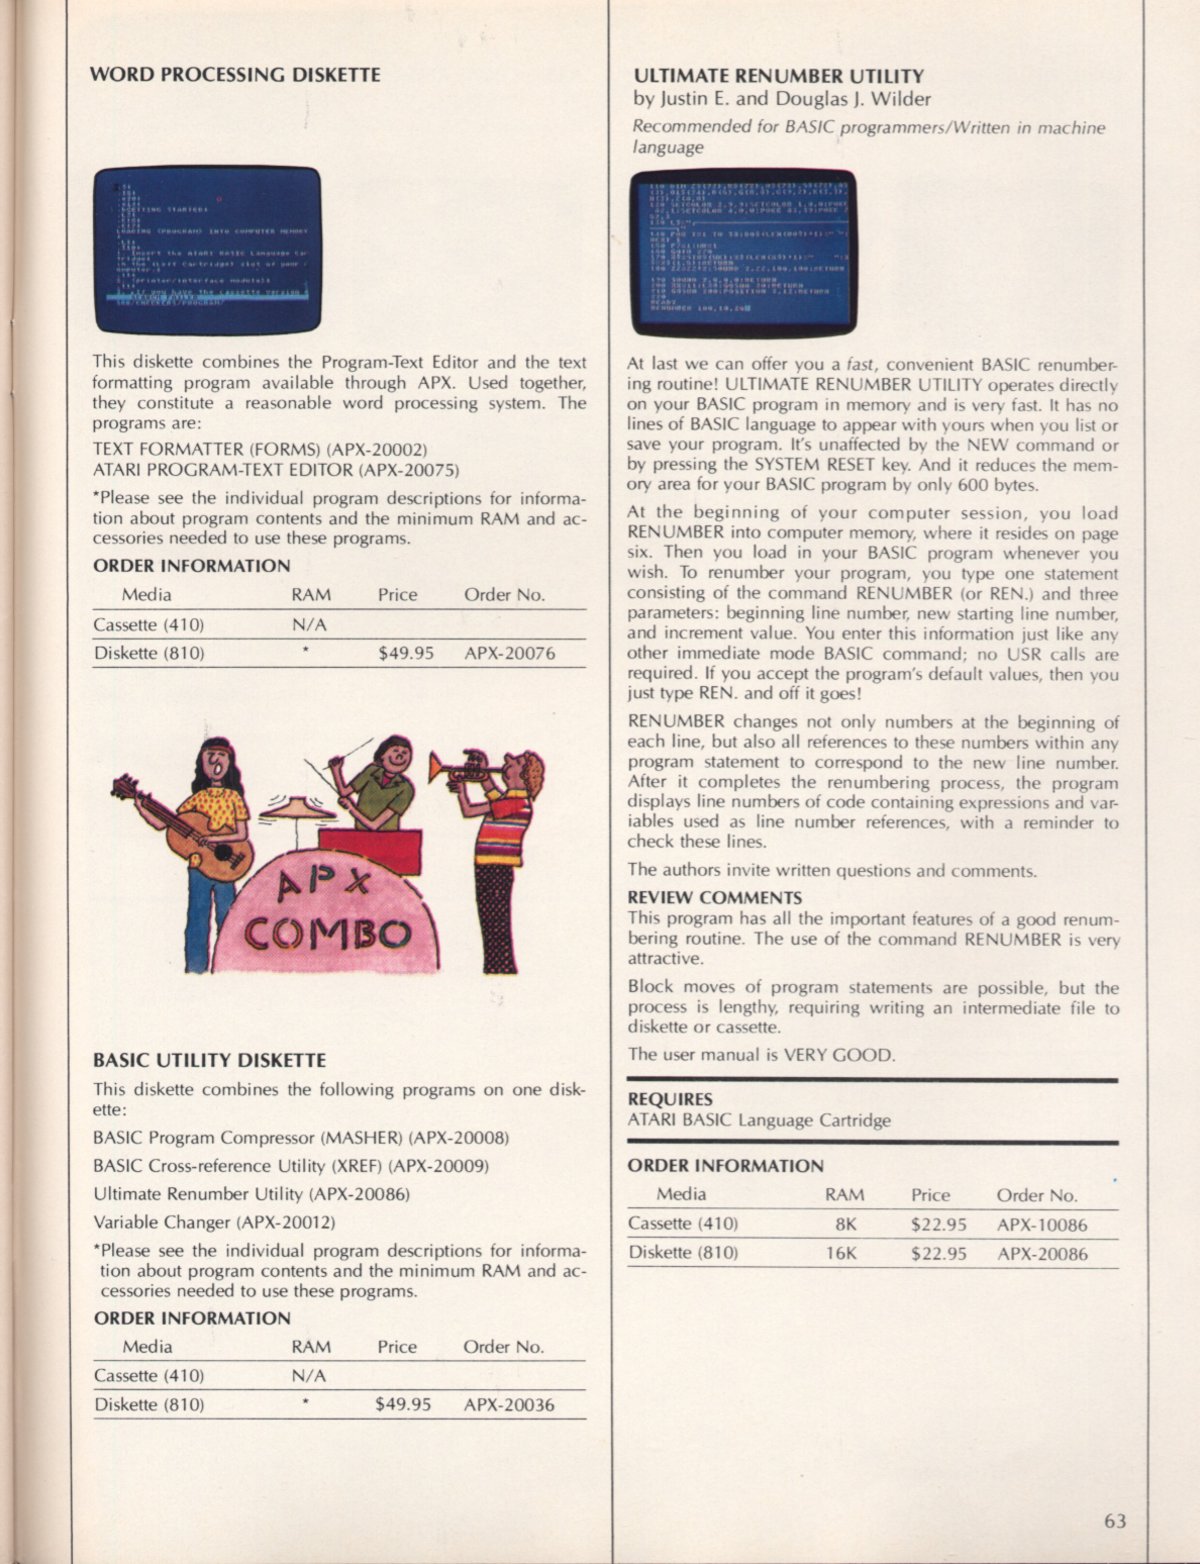 WORD PROCESSING DISKETTE
This diskette combines the Program-Text Editor and the text
formatting program available through APX. Used together,
they constitute a reasonable word processing system. The
programs are:
TEXT FORMATTER (FORMS) (APX-20002)
ATARI PROGRAM-TEXT EDITOR (APX-20075)
*Please see the individual program descriptions for informa-
tion about program contents and the minimum RAM and ac-
cessories needed to use these programs.
ORDER INFORMATION
Media RAM Price Order No.
Cassette (410) N/A
Diskette (810) * $49.95 APX-20076
APX
COMBO
BASIC UTILITY DISKETTE
This diskette combines the following programs on one disk-
ette:
BASIC Program Compressor (MASHER) (APX-20008)
BASIC Cross-reference Utility (XREF) (APX-20009)
Ultimate Renumber Utility (APX-20086)
Variable Changer (APX-20012)
*Please see the individual program descriptions for informa-
tion about program contents and the minimum RAM and ac-
cessories needed to use these programs.
ORDER INFORMATION
Media RAM Price Order No.
Cassette (410) N/A
Diskette (810) * $49.95 APX-20036
ULTIMATE RENUMBER UTILITY
by Justin E. and Douglas J. Wilder
Recommended for BASIC programmers/Written in machine
language
At last we can offer you a fast, convenient BASIC renumber-
ing routine! ULTIMATE RENUMBER UTILITY operates directly
on your BASIC program in memory and is very fast. It has no
lines of BASIC language to appear with yours when you list or
save your program. It's unaffected by the NEW command or
by pressing the SYSTEM RESET key. And it reduces the mem-
ory area for your BASIC program by only 600 bytes.
At the beginning of your computer session, you load
RENUMBER into computer memory, where it resides on page
six. Then you load in your BASIC program whenever you
wish. To renumber your program, you type one statement
consisting of the command RENUMBER (or REN.) and three
parameters: beginning line number, new starting line number,
and increment value. You enter this information just like any
other immediate mode BASIC command; no USR calls are
required. If you accept the program's default values, then you
just type REN. and off it goes!
RENUMBER changes not only numbers at the beginning of
each line, but also all references to these numbers within any
program statement to correspond to the new line number.
After it completes the renumbering process, the program
displays line numbers of code containing expressions and var-
iables used as line number references, with a reminder to
check these lines.
The authors invite written questions and comments.
REVIEW COMMENTS
This program has all the important features of a good renum-
bering routine. The use of the command RENUMBER is very
attractive.
Block moves of program statements are possible, but the
process is lengthy, requiring writing an intermediate file to
diskette or cassette.
The user manual is VERY GOOD.
REQUIRES
ATARI BASIC Language Cartridge
ORDER INFORMATION
Media RAM Price Order No.
Cassette (410) 8K $22.95 APX-10086
Diskette (810) 16K $22.95 APX-20086
63